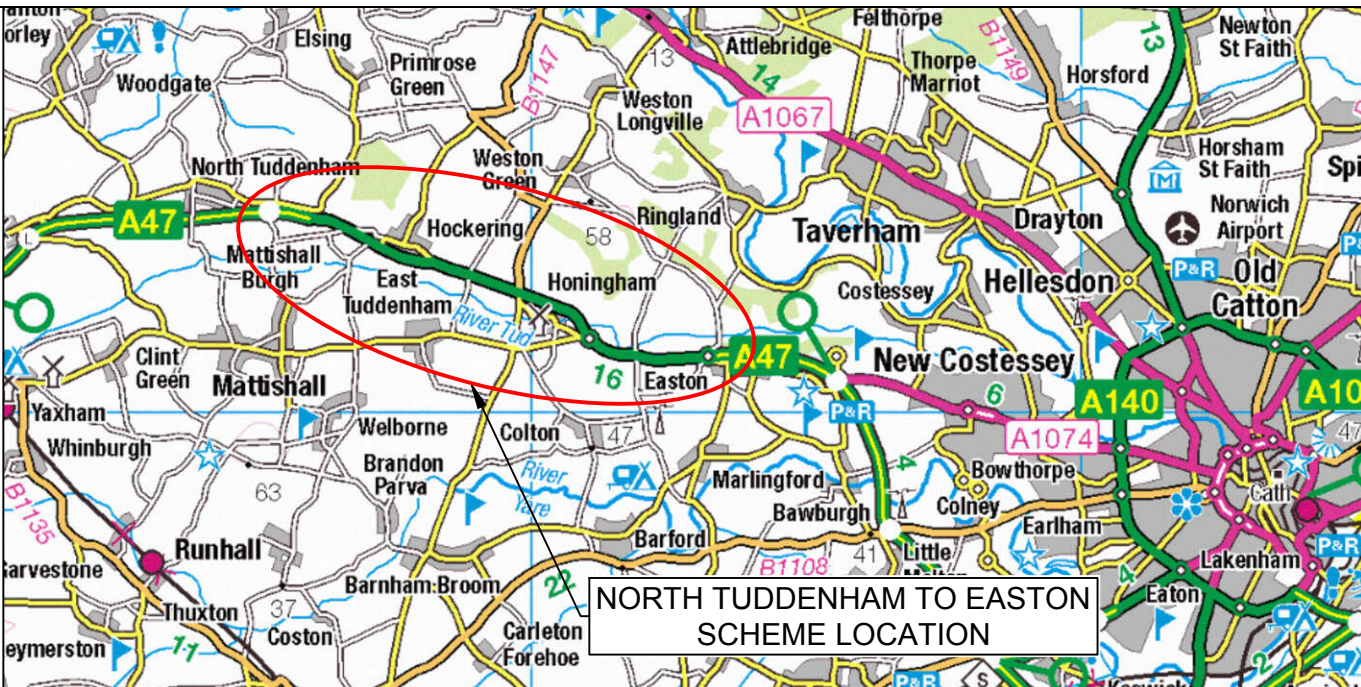 Elsing
Woodgate
Primrose
Green
B1147
13
Attlebridge
14
Felthorpe
Thorpe
Marriot
B1149
Horsford
13
Newton
St Faith
Weston
Longville
A1067
Horsham
St Faith
M
Norwich
Airport
North Tuddenham
Weston
Green
Ringland
Taverham
Drayton
A47
L
Mattishall
Burgh
Hockering
58
Honingham
East
Tuddenham
River Tud
Costessey
Hellesdon
P&R
Old
Catton
Clint
Green
Mattishall
16
Easton
A47
New Costessey
P&R
6
A140
A10
Yaxham
Whinburgh
Welborne
Colton
47
A1074
47
Brandon
Parva
63
River
Yare
Marlingford
4
Bawburgh
Bowthorpe
Colney
Cath
Earlham
B1135
Runhall
Barford
41
Little
B1108
Lakenham
P&R
Garvestone
Barnham Broom
22
4
Eaton
Thuxton
37
Coston
11
Carleton
Forehoe
2
P&R
S
NORTH TUDDENHAM TO EASTON
SCHEME LOCATION